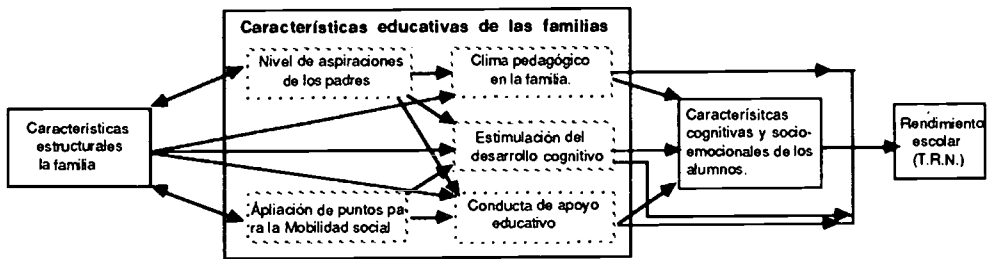 Características educativas de las familias
Nivel de aspiraciones
de los padres
Clima pedagógico
en la familia.
Características
estructurales
la familia
Estimulación del
desarrollo cognitivo
Caracterísitcas
cognitivas y socio-
emocionales de los
alumnos.
Rendimiento
escolar
(T.R.N.)
Apliación de puntos pa
ra la Mobilidad social
Conducta de apoyo
educativo